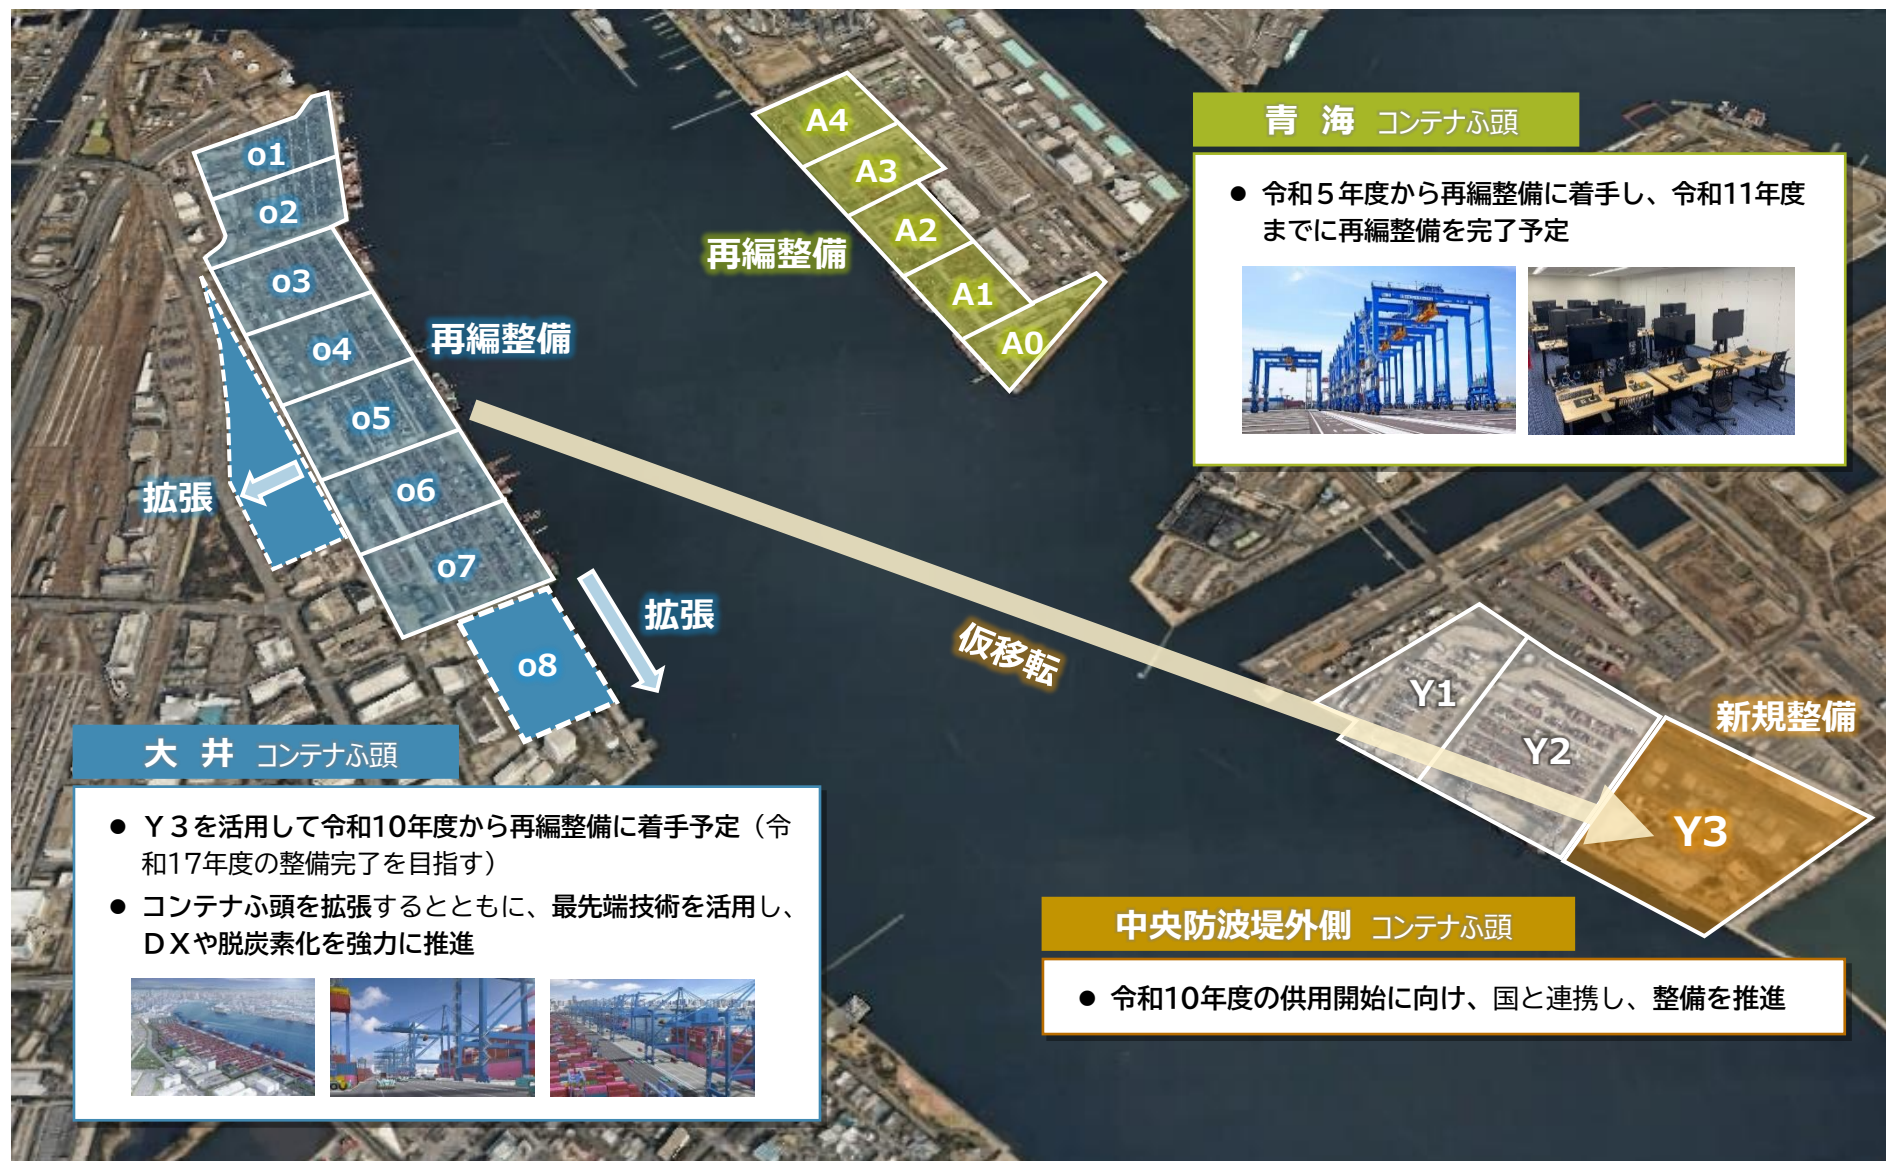 o1
o2
o3
o4
o5
o6
o7
o8
再編整備
拡張
拡張
A4
A3
A2
A1
A0
再編整備
青 海 コンテナふ頭
● 令和５年度から再編整備に着手し、令和11年度
までに再編整備を完了予定
仮移転
Y1
Y2
Y3
新規整備
大 井 コンテナふ頭
● Ｙ３を活用して令和10年度から再編整備に着手予定（令
和17年度の整備完了を目指す）
● コンテナふ頭を拡張するとともに、最先端技術を活用し、
ＤＸや脱炭素化を強力に推進
中央防波堤外側 コンテナふ頭
● 令和10年度の供用開始に向け、国と連携し、整備を推進